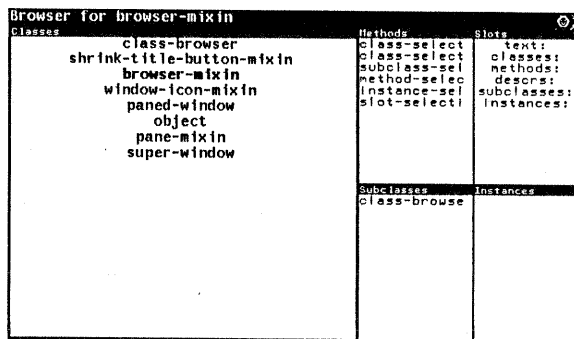 Browser for browser-mixin
Classes
class-browser
shrink-title-button-mixin
browser-mixin
window-icon-mixin
paned-window
object
pane-mixin
super-window
Methods
class-select
class-select
subclass-sel
method-selec
instance-sel
slot-selecti
Slots
text:
classes:
methods:
descrs:
subclasses:
instances:
Subclasses
class-browse
Instances